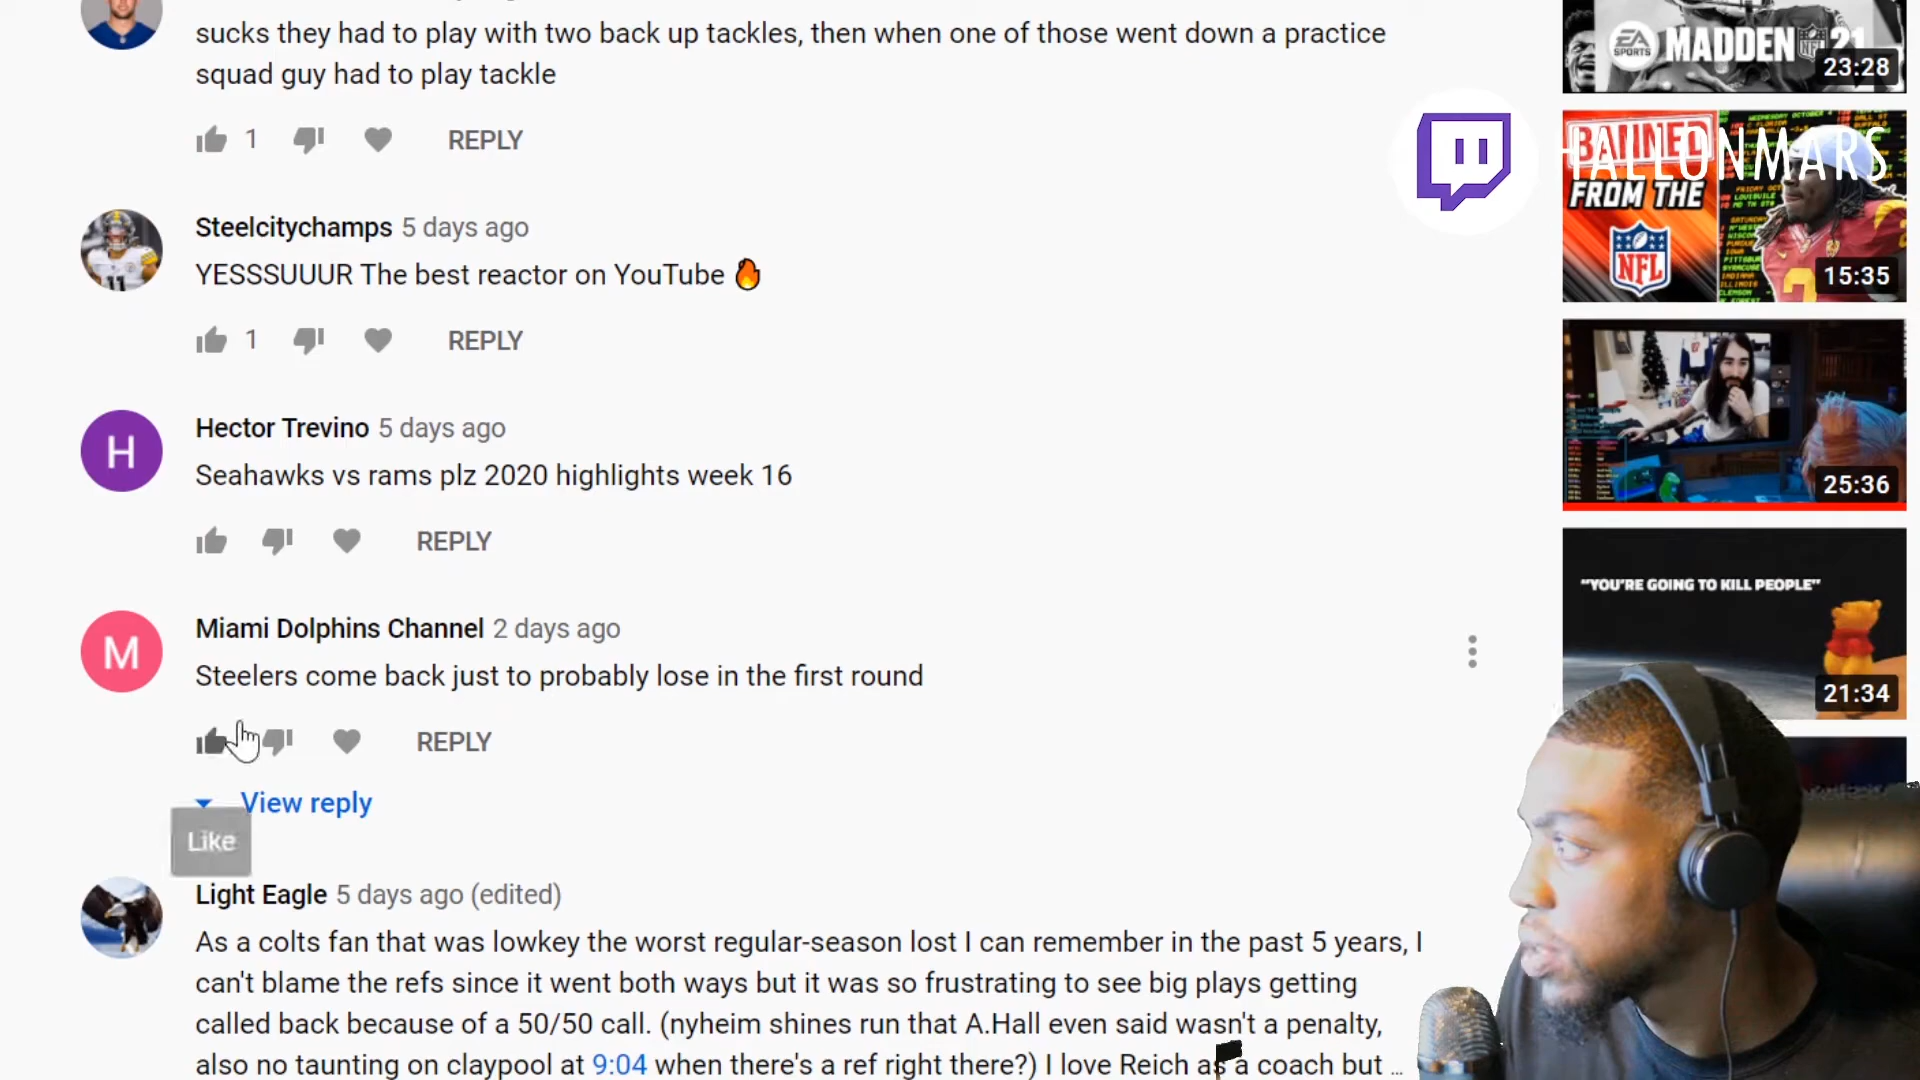 sucks they had to play with two back up tackles, then when one of those went down a practice
squad guy had to play tackle
1 REPLY
Steelcitychamps 5 days ago
YESSSUUUR The best reactor on YouTube 🔥
1 REPLY
Hector Trevino 5 days ago
H
Seahawks vs rams plz 2020 highlights week 16
REPLY
Miami Dolphins Channel 2 days ago
M
Steelers come back just to probably lose in the first round
REPLY
View reply
Like
Light Eagle 5 days ago (edited)
As a colts fan that was lowkey the worst regular-season lost I can remember in the past 5 years, I
can't blame the refs since it went both ways but it was so frustrating to see big plays getting
called back because of a 50/50 call. (nyheim shines run that A.Hall even said wasn't a penalty,
also no taunting on claypool at 9:04 when there's a ref right there?) I love Reich as a coach but ...
EA SPORTS MADDEN NFL 21
23:28
HALLONMARS
BANNED
FROM THE
NFL
15:35
25:36
"YOU'RE GOING TO KILL PEOPLE"
21:34